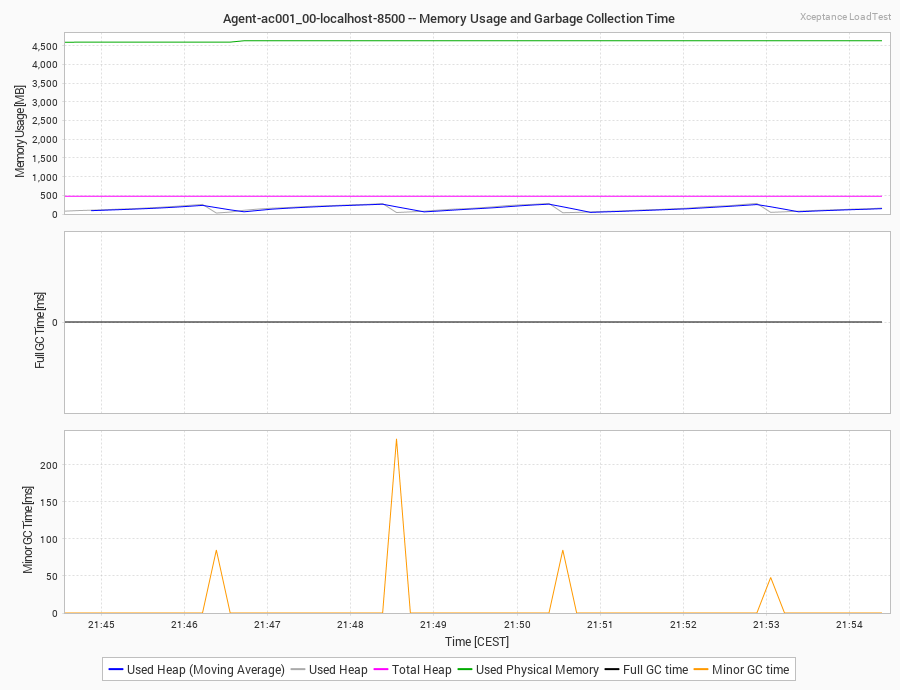 Agent-ac001_00-localhost-8500 -- Memory Usage and Garbage Collection Time
Xceptance LoadTest
Memory Usage [MB]
4,500
4,000
3,500
3,000
2,500
2,000
1,500
1,000
500
0
Full GC Time [ms]
0
Minor GC Time [ms]
200
150
100
50
0
21:45 21:46 21:47 21:48 21:49 21:50 21:51 21:52 21:53 21:54
Time [CEST]
Used Heap (Moving Average) Used Heap Total Heap Used Physical Memory Full GC time Minor GC time